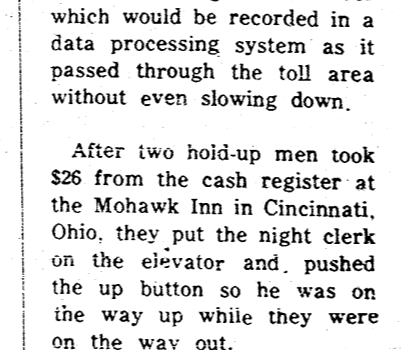 which would be recorded in a
data processing system as it
passed through the toll area
without even slowing down.
After two hold-up men took
$26 from the cash register at
the Mohawk Inn in Cincinnati,
Ohio, they put the night clerk
on the elevator and pushed
the up button so he was on
the way up while they were
on the way out.